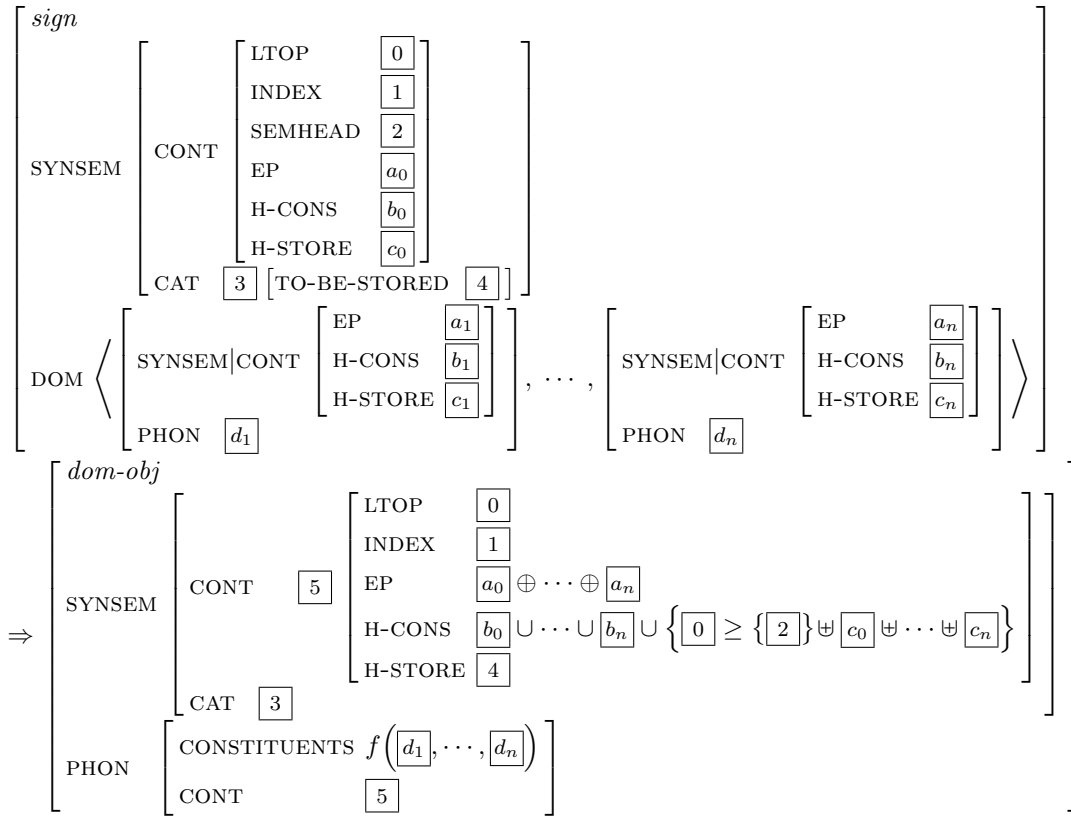 sign
LTOP 0
INDEX 1
SEMHEAD 2
SYNSEM CONT EP a₀
H-CONS b₀
H-STORE c₀
CAT 3 [TO-BE-STORED 4]
DOM ⟨ SYNSEM|CONT EP a₁ , ⋯ , SYNSEM|CONT EP aₙ ⟩
H-CONS b₁ H-CONS bₙ
H-STORE c₁ H-STORE cₙ
PHON d₁ PHON dₙ
⇒ dom-obj
LTOP 0
INDEX 1
SYNSEM CONT 5 EP a₀ ⊕ ⋯ ⊕ aₙ
H-CONS b₀ ∪ ⋯ ∪ bₙ ∪ { 0 ≥ { 2 } ⊎ c₀ ⊎ ⋯ ⊎ cₙ }
H-STORE 4
CAT 3
PHON CONSTITUENTS f(d₁, ⋯, dₙ)
CONT 5